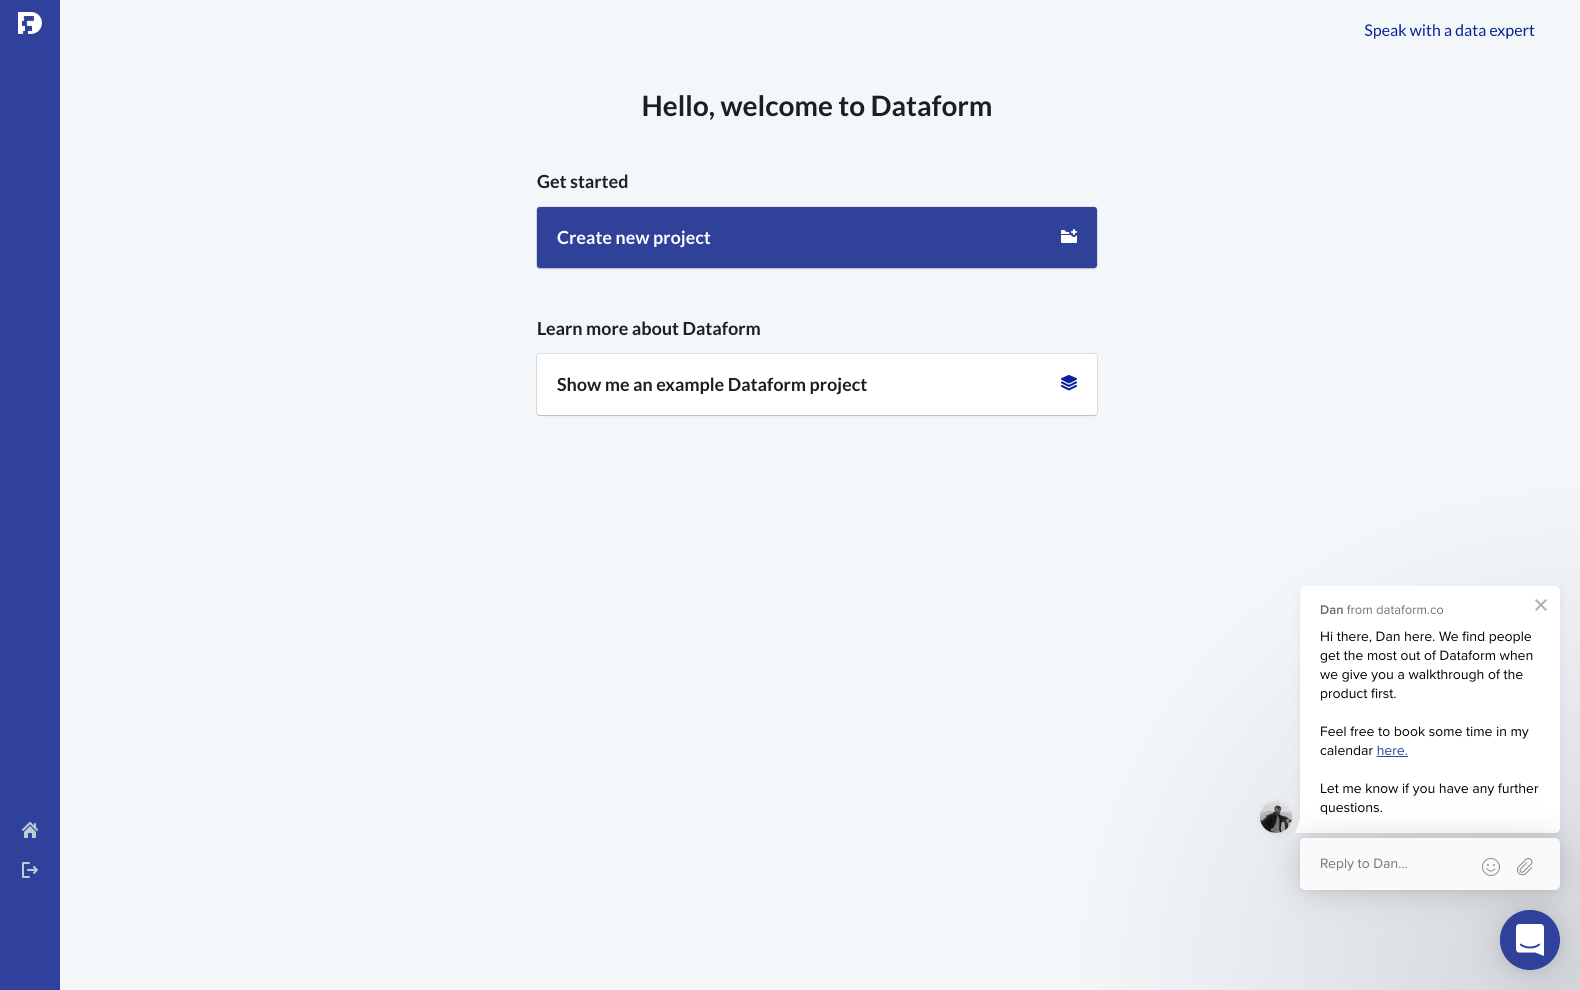 Speak with a data expert
Hello, welcome to Dataform
Get started
Create new project
Learn more about Dataform
Show me an example Dataform project
Dan from dataform.co
Hi there, Dan here. We find people
get the most out of Dataform when
we give you a walkthrough of the
product first.
Feel free to book some time in my
calendar here.
Let me know if you have any further
questions.
Reply to Dan...